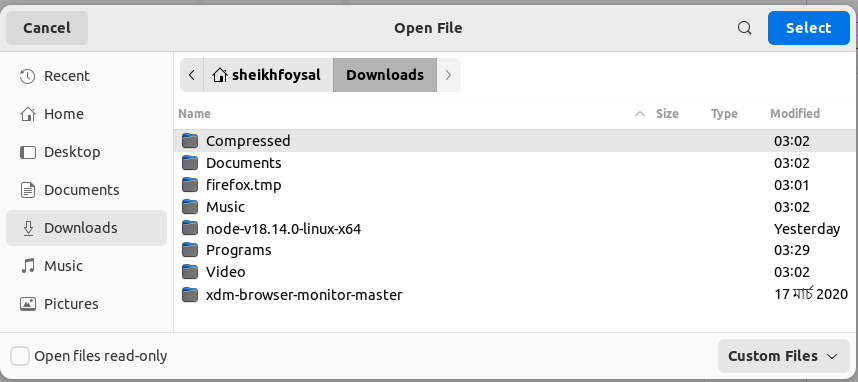 Cancel Open File Select
Recent
Home
Desktop
Documents
Downloads
Music
Pictures
sheikhfoysal Downloads
Name Size Type Modified
Compressed 03:02
Documents 03:02
firefox.tmp 03:01
Music 03:02
node-v18.14.0-linux-x64 Yesterday
Programs 03:29
Video 03:02
xdm-browser-monitor-master 17 মার্চ 2020
Open files read-only Custom Files